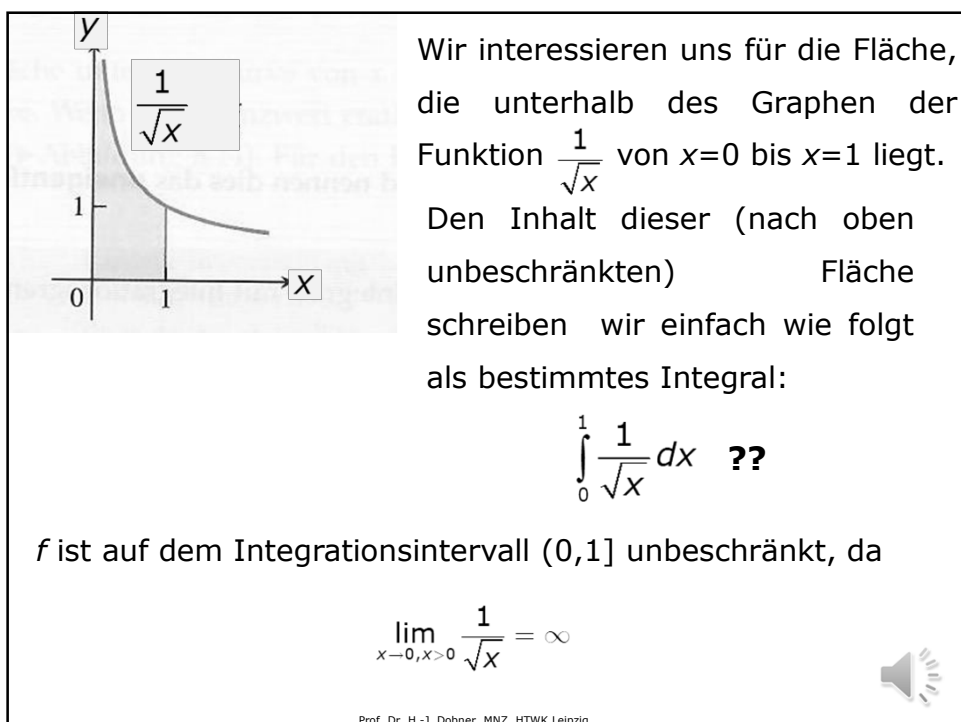 y
1/√x
1
0
1
x
Wir interessieren uns für die Fläche,
die unterhalb des Graphen der
Funktion 1/√x von x=0 bis x=1 liegt.
Den Inhalt dieser (nach oben
unbeschränkten) Fläche
schreiben wir einfach wie folgt
als bestimmtes Integral:
∫₀¹ 1/√x dx ??
f ist auf dem Integrationsintervall (0,1] unbeschränkt, da
lim x→0,x>0 1/√x = ∞
Prof. Dr. H.-J. Dobner, MNZ, HTWK Leipzig